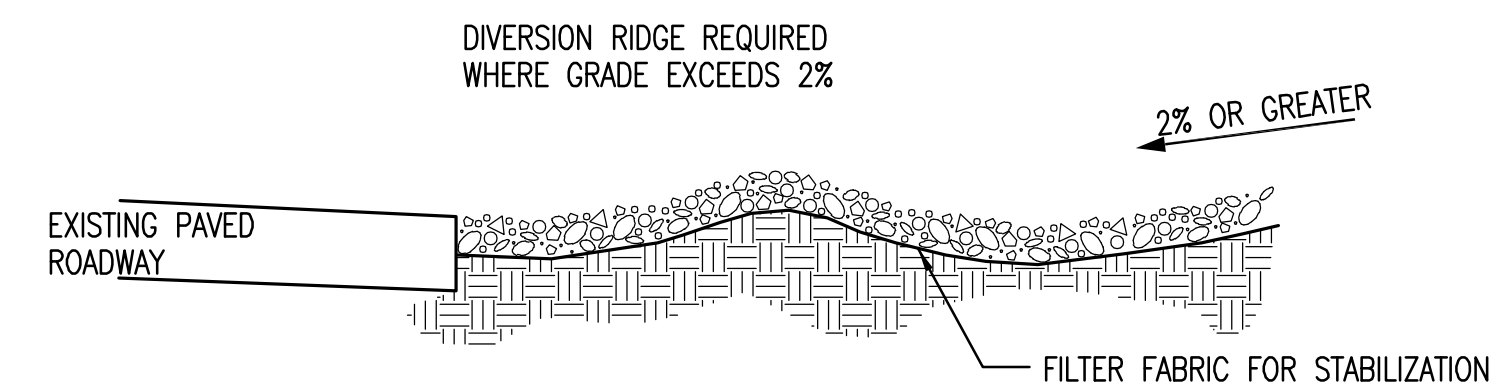 DIVERSION RIDGE REQUIRED
WHERE GRADE EXCEEDS 2%
2% OR GREATER
EXISTING PAVED
ROADWAY
FILTER FABRIC FOR STABILIZATION